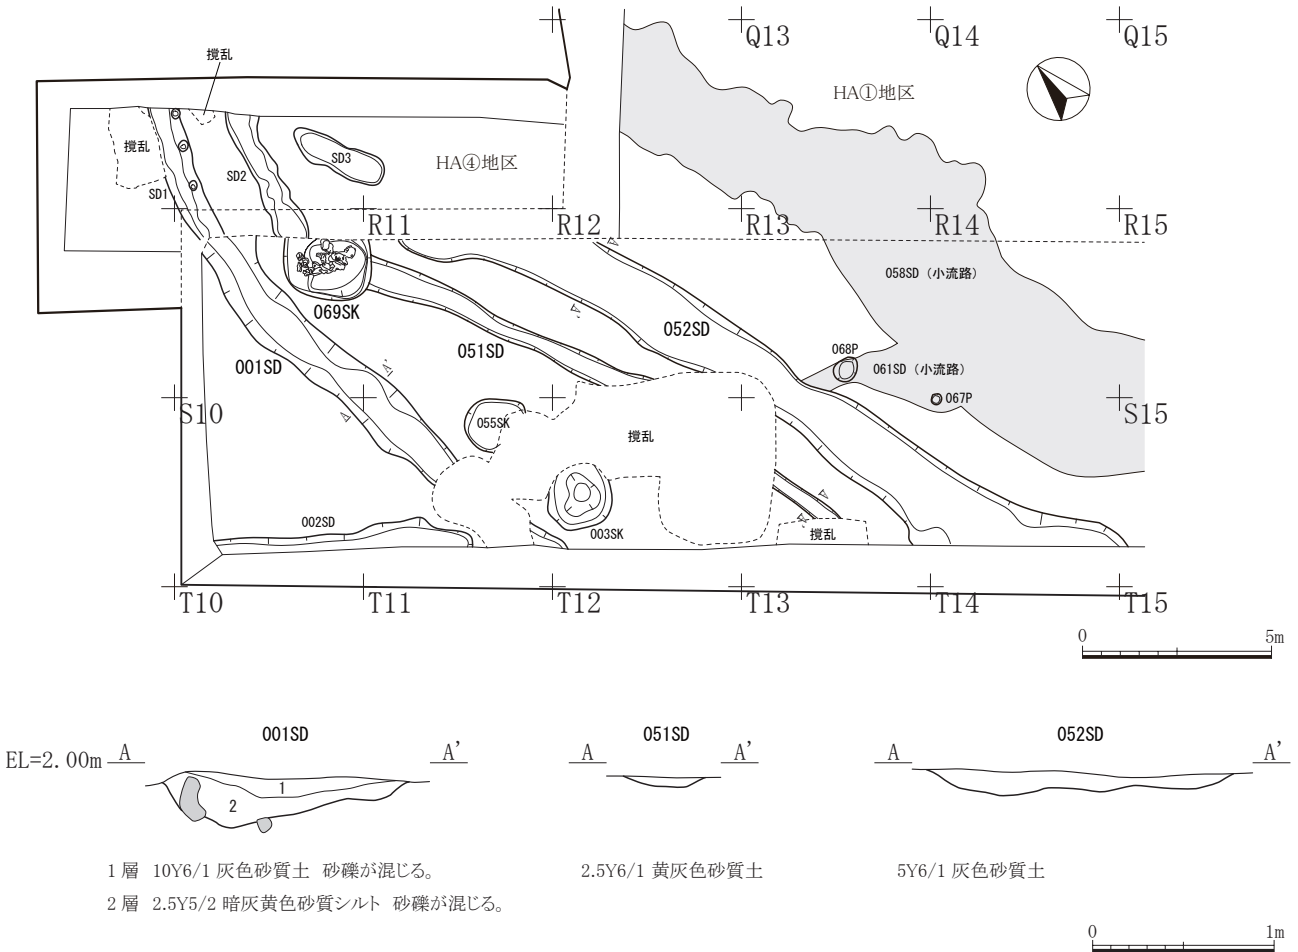 Q13
Q14
Q15
撹乱
HA①地区
撹乱
SD1
SD2
SD3
HA④地区
R11
R12
R13
R14
R15
058SD（小流路）
069SK
051SD
052SD
001SD
068P
061SD（小流路）
067P
A'
A
S10
055SK
撹乱
S15
002SD
003SK
撹乱
A
A'
T10
T11
T12
T13
T14
T15
0 5m
001SD
051SD
052SD
EL=2.00m
A
A'
A
A'
A
A'
1
2
1層 10Y6/1 灰色砂質土 砂礫が混じる。
2層 2.5Y5/2 暗灰黄色砂質シルト 砂礫が混じる。
2.5Y6/1 黄灰色砂質土
5Y6/1 灰色砂質土
0 1m